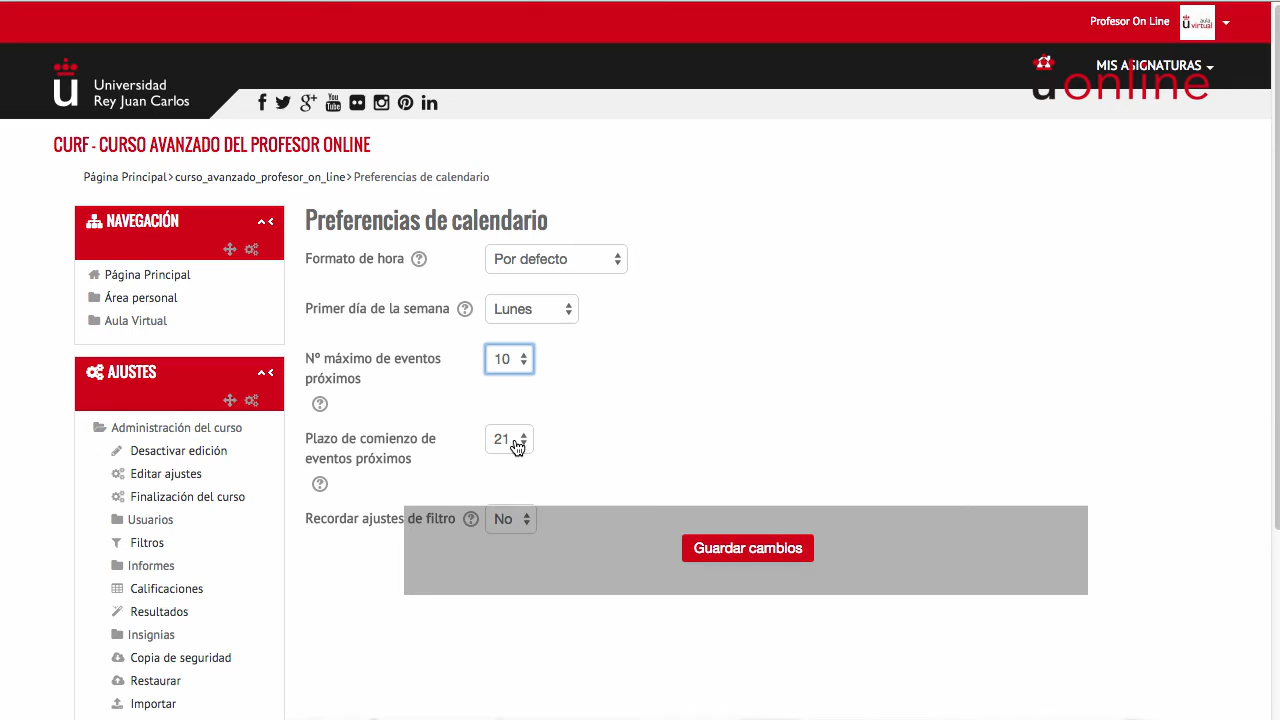 Profesor On Line
aula virtual
MIS ASIGNATURAS
u online
u Universidad
Rey Juan Carlos
CURF - CURSO AVANZADO DEL PROFESOR ONLINE
Página Principal > curso_avanzado_profesor_on_line > Preferencias de calendario
NAVEGACIÓN
Página Principal
Área personal
Aula Virtual
AJUSTES
Administración del curso
Desactivar edición
Editar ajustes
Finalización del curso
Usuarios
Filtros
Informes
Calificaciones
Resultados
Insignias
Copia de seguridad
Restaurar
Importar
Preferencias de calendario
Formato de hora ? Por defecto
Primer día de la semana ? Lunes
Nº máximo de eventos
próximos
10
?
Plazo de comienzo de
eventos próximos
21
?
Recordar ajustes de filtro ? No
Guardar cambios